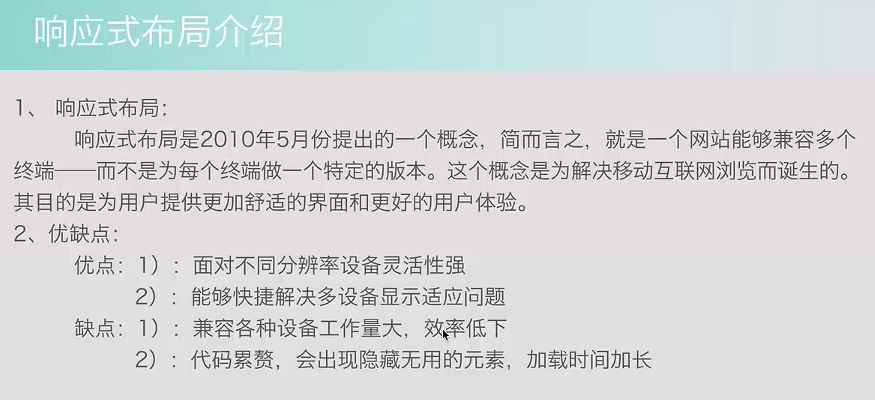 响应式布局介绍
1、 响应式布局：
响应式布局是2010年5月份提出的一个概念，简而言之，就是一个网站能够兼容多个
终端——而不是为每个终端做一个特定的版本。这个概念是为解决移动互联网浏览而诞生的。
其目的是为用户提供更加舒适的界面和更好的用户体验。
2、优缺点：
优点：1）：面对不同分辨率设备灵活性强
2）：能够快捷解决多设备显示适应问题
缺点：1）：兼容各种设备工作量大，效率低下
2）：代码累赘，会出现隐藏无用的元素，加载时间加长